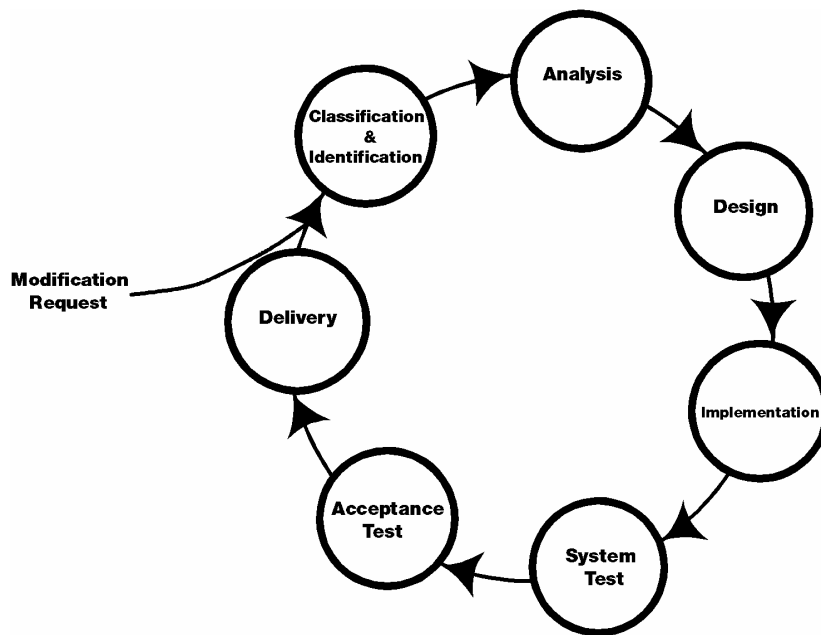 Analysis
Classification
&
Identification
Design
Modification
Request
Delivery
Implementation
Acceptance
Test
System
Test